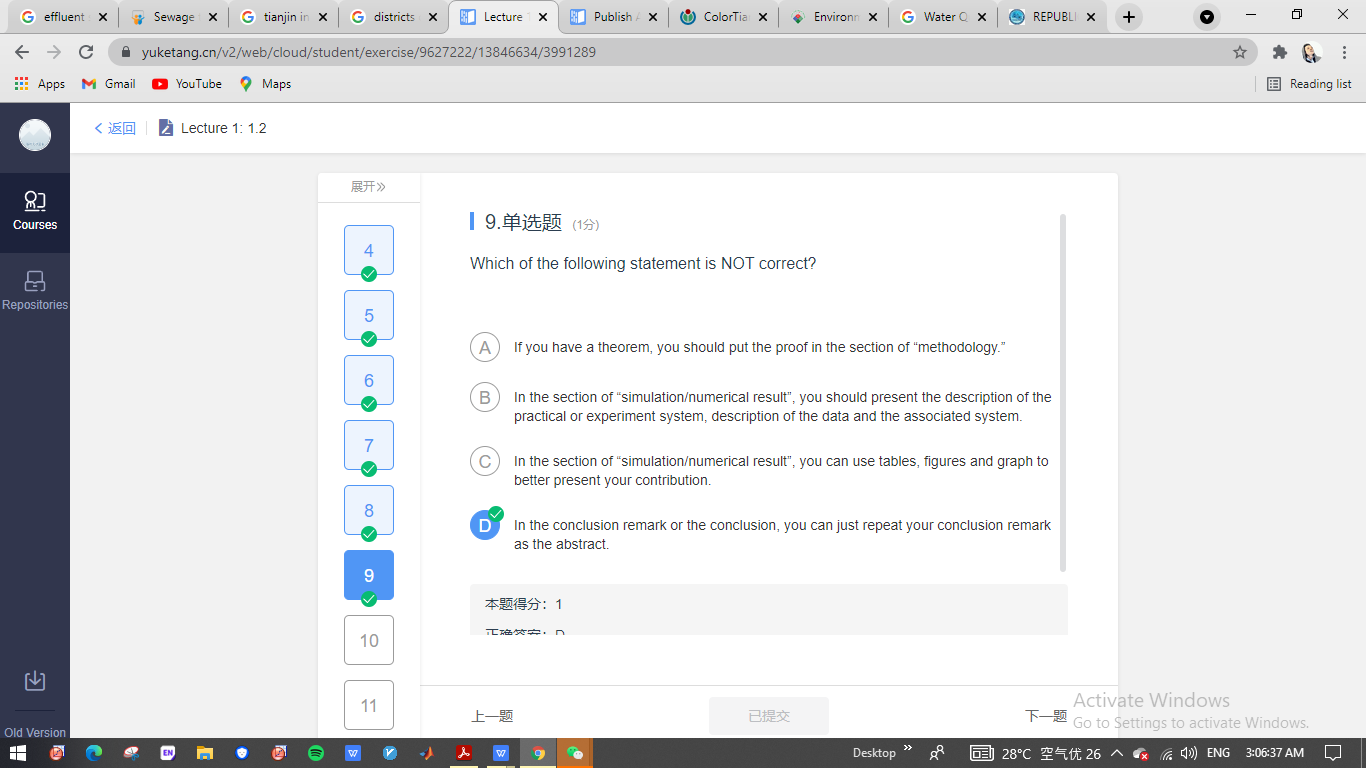 effluent
Sewage
tianjin in
districts
Lecture
Publish
ColorTia
Environn
Water Q
REPUBLI
yuketang.cn/v2/web/cloud/student/exercise/9627222/13846634/3991289
Apps
Gmail
YouTube
Maps
Reading list
返回
Lecture 1: 1.2
Courses
Repositories
Old Version
展开
4
5
6
7
8
9
10
11
9.单选题 (1分)
Which of the following statement is NOT correct?
A If you have a theorem, you should put the proof in the section of “methodology.”
B In the section of “simulation/numerical result”, you should present the description of the
practical or experiment system, description of the data and the associated system.
C In the section of “simulation/numerical result”, you can use tables, figures and graph to
better present your contribution.
D In the conclusion remark or the conclusion, you can just repeat your conclusion remark
as the abstract.
本题得分：1
正确答案：D
上一题
已提交
下一题
Activate Windows
Go to Settings to activate Windows.
EN
Desktop
28°C 空气优 26
ENG
3:06:37 AM